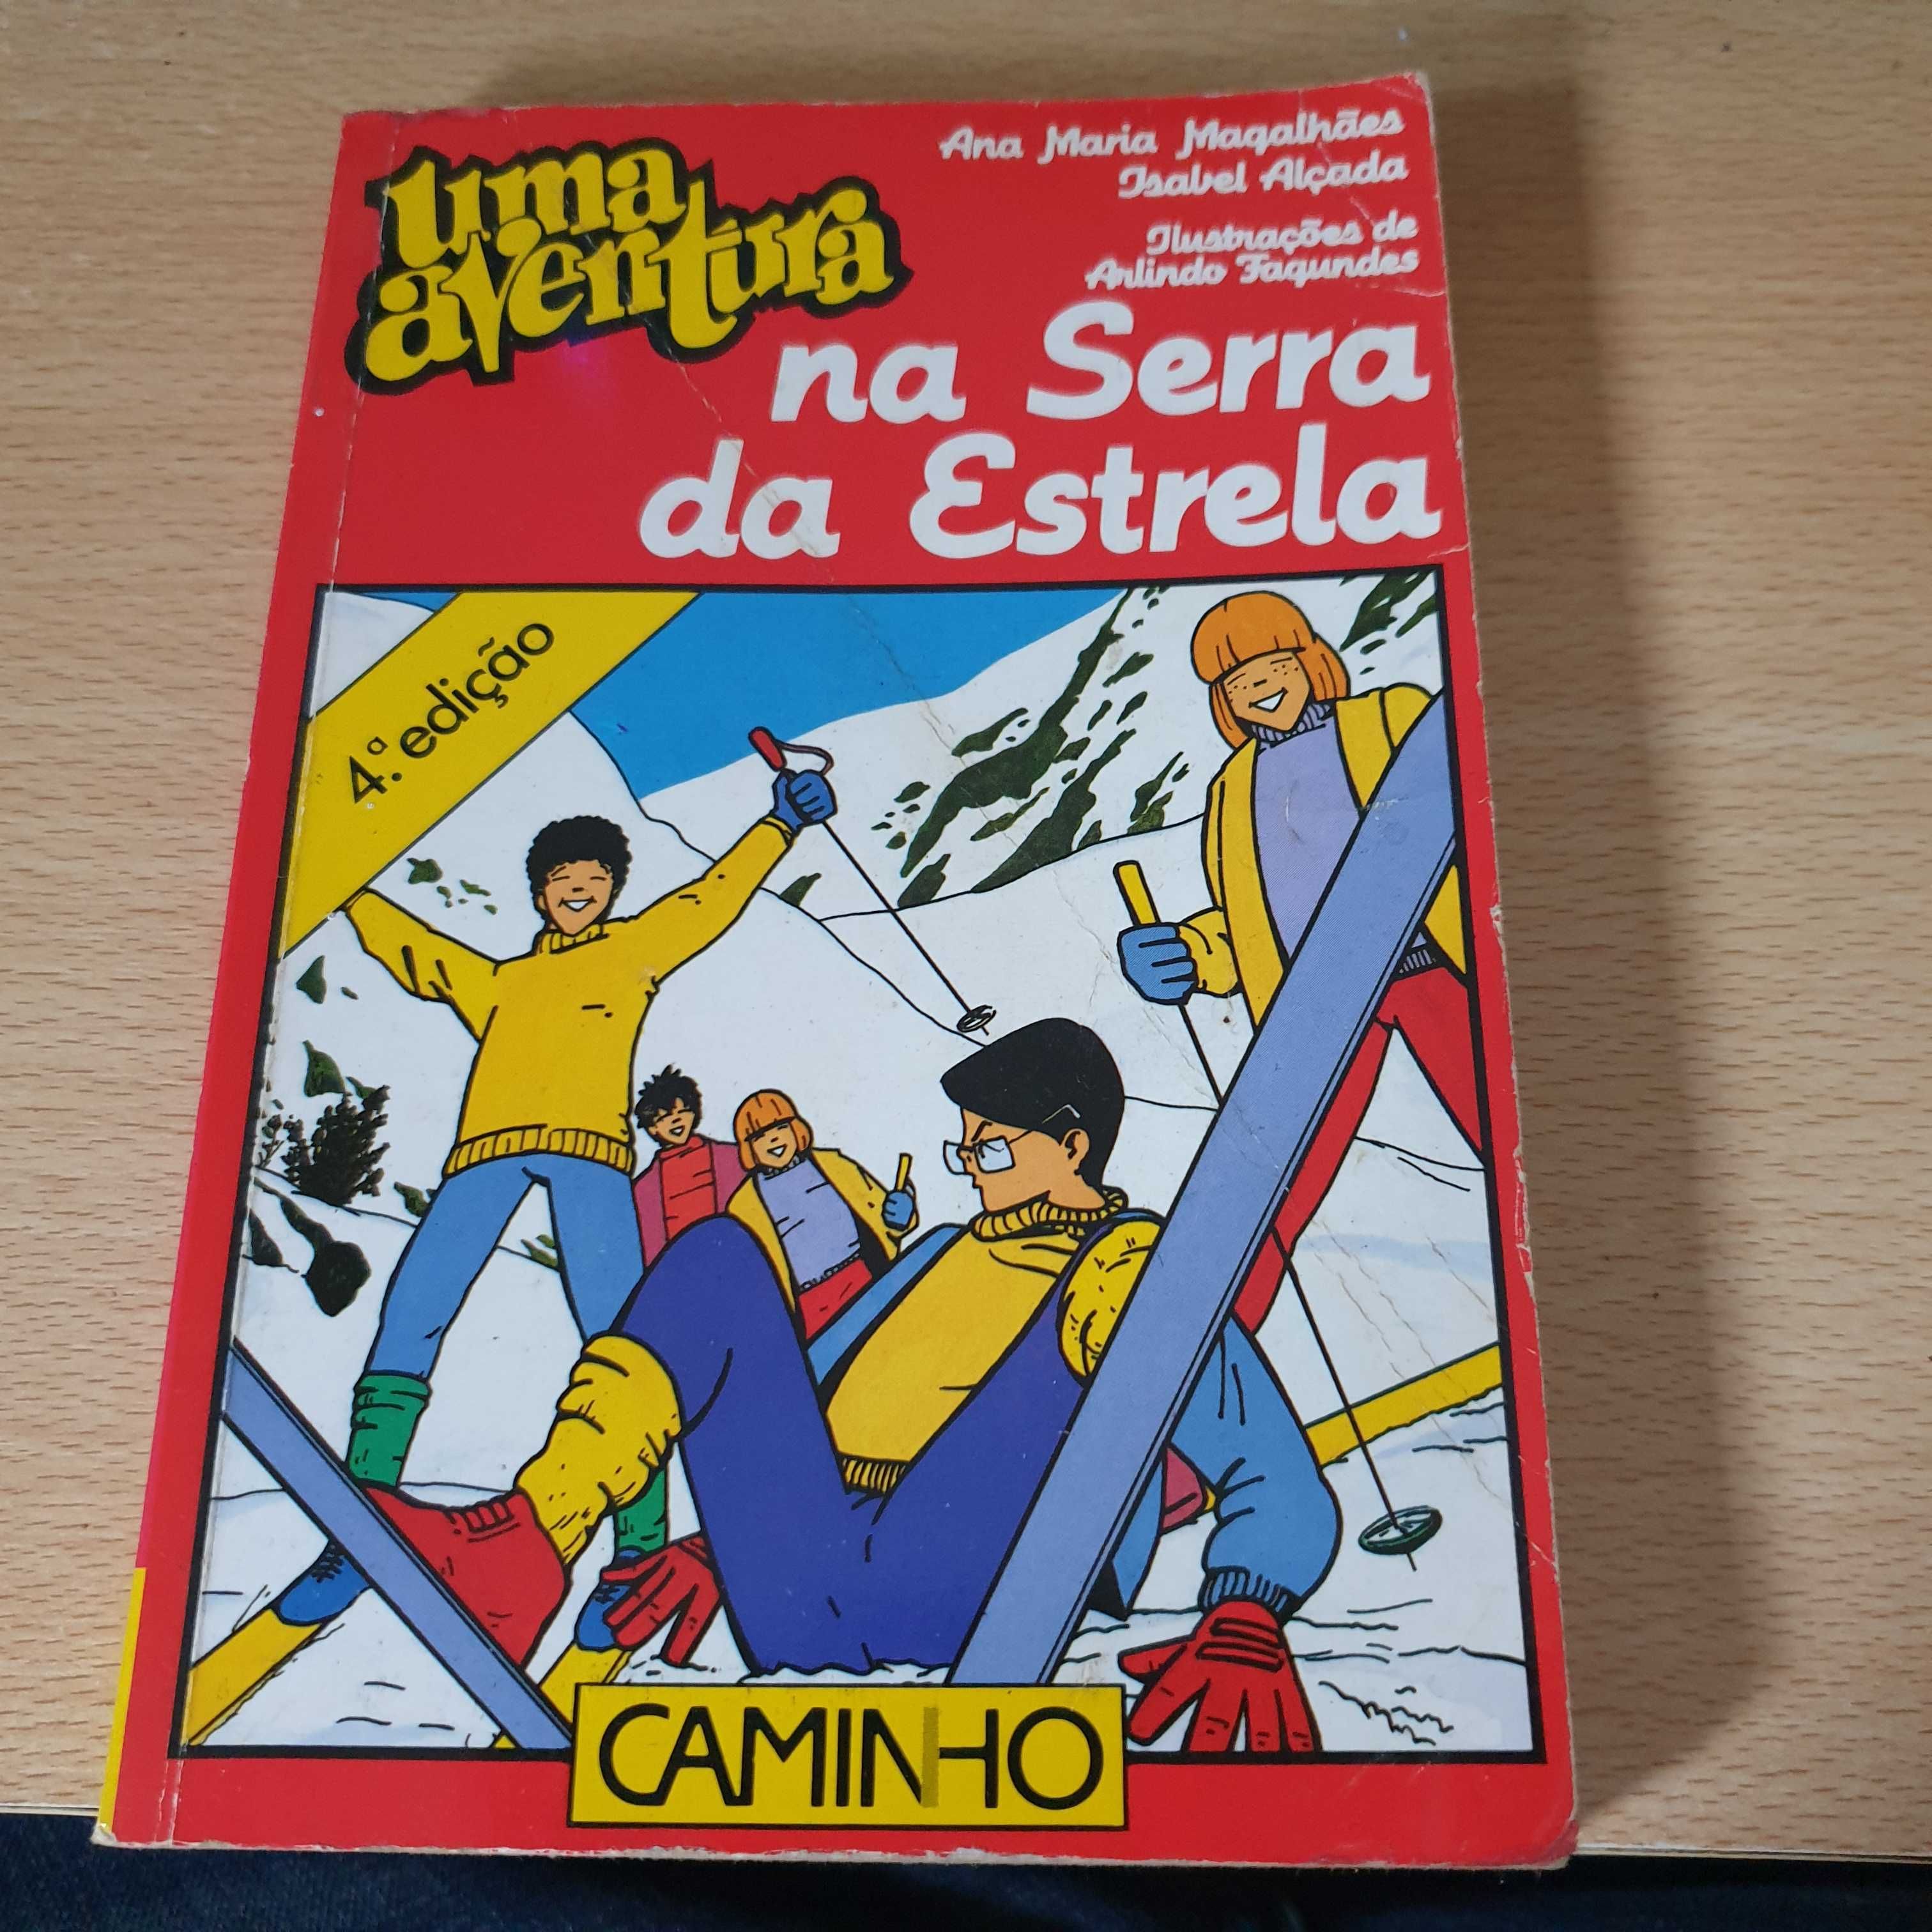 uma
aventura
Ana Maria Magalhães
Isabel Alçada
Ilustrações de
Arlindo Fagundes
na Serra
da Estrela
4.ª edição
CAMINHO